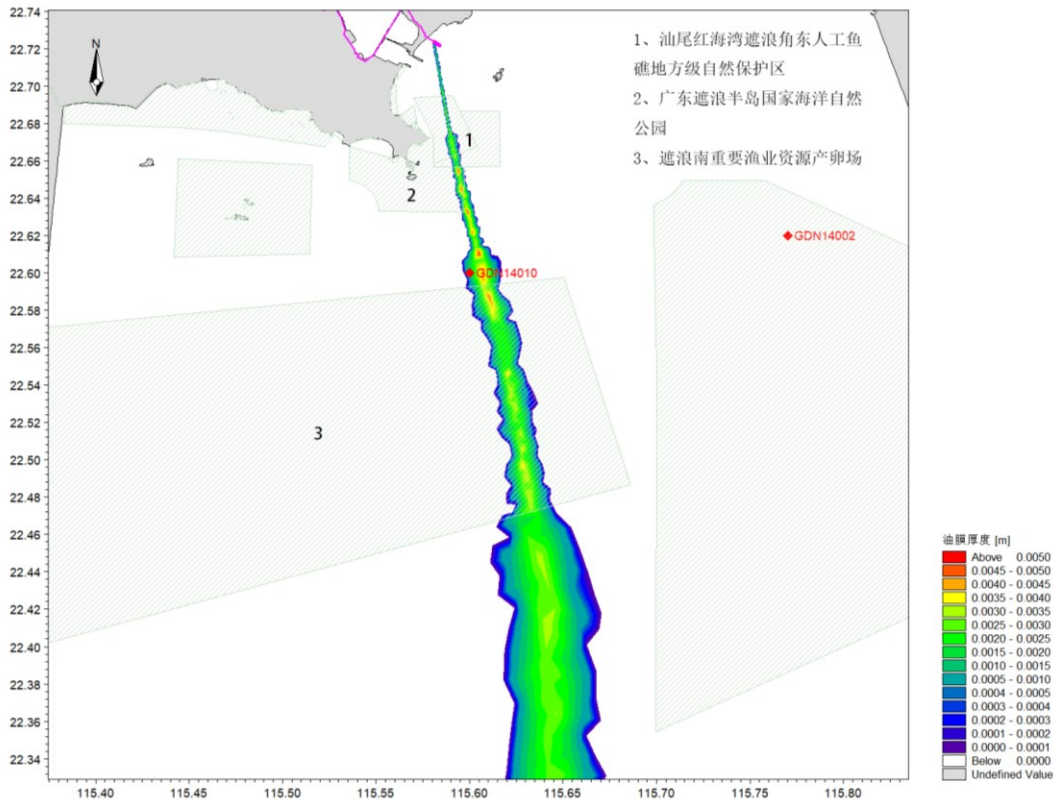 22.74
22.72
22.70
22.68
22.66
22.64
22.62
22.60
22.58
22.56
22.54
22.52
22.50
22.48
22.46
22.44
22.42
22.40
22.38
22.36
22.34
N
1、汕尾红海湾遮浪角东人工鱼
礁地方级自然保护区
2、广东遮浪半岛国家海洋自然
公园
3、遮浪南重要渔业资源产卵场
1
2
GDN14002
GDN14010
3
115.40
115.45
115.50
115.55
115.60
115.65
115.70
115.75
115.80
油膜厚度 [m]
Above 0.0050
0.0045 - 0.0050
0.0040 - 0.0045
0.0035 - 0.0040
0.0030 - 0.0035
0.0025 - 0.0030
0.0020 - 0.0025
0.0015 - 0.0020
0.0010 - 0.0015
0.0005 - 0.0010
0.0004 - 0.0005
0.0003 - 0.0004
0.0002 - 0.0003
0.0001 - 0.0002
0.0000 - 0.0001
Below 0.0000
Undefined Value